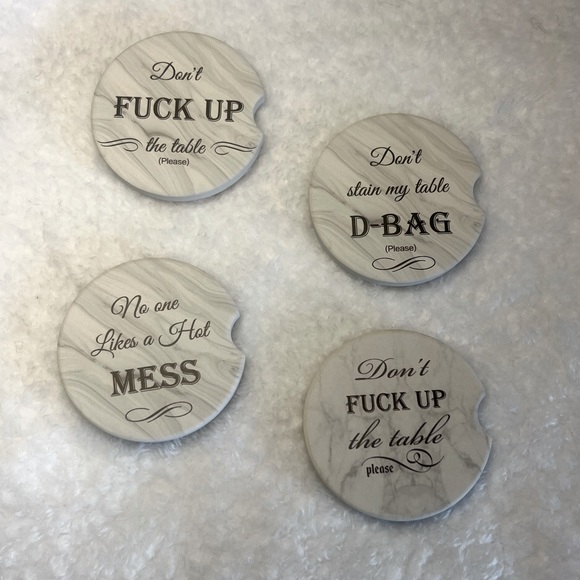 Don't
FUCK UP
the table
(Please)
Don't
stain my table
D-BAG
(Please)
No one
Likes a Hot
MESS
Don't
FUCK UP
the table
please